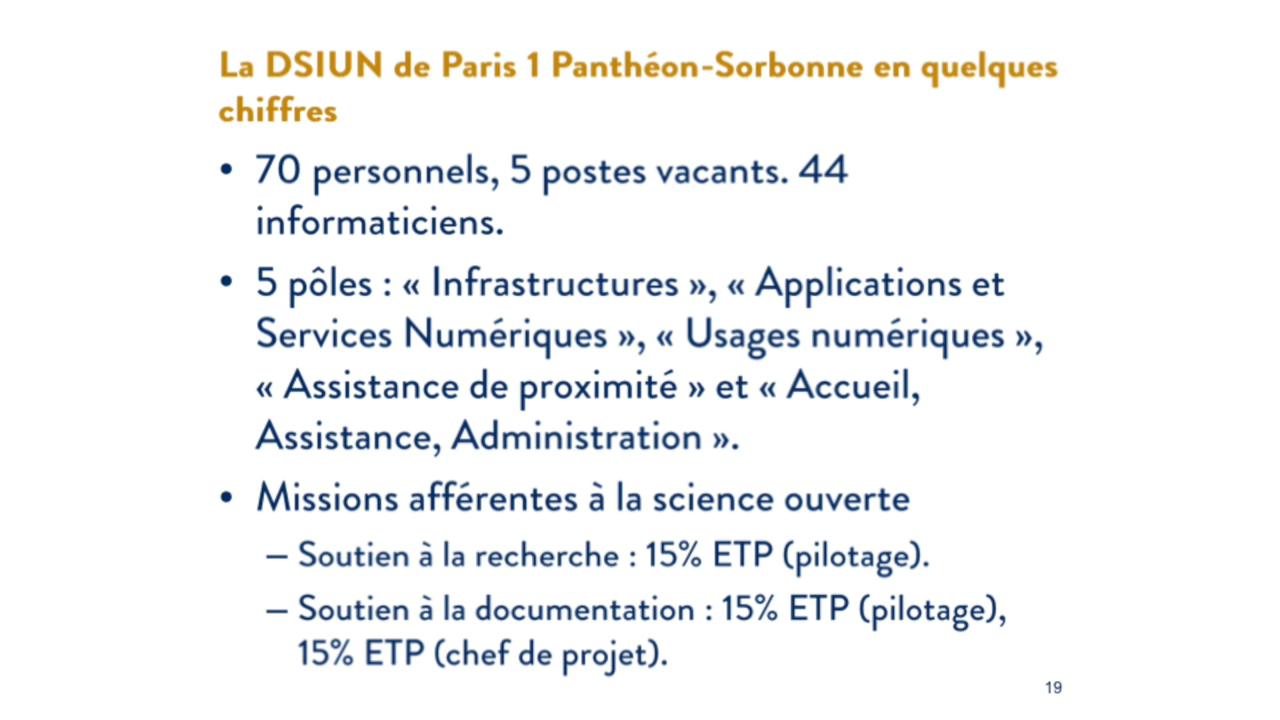 La DSIUN de Paris 1 Panthéon-Sorbonne en quelques
chiffres
• 70 personnels, 5 postes vacants. 44
informaticiens.
• 5 pôles : « Infrastructures », « Applications et
Services Numériques », « Usages numériques »,
« Assistance de proximité » et « Accueil,
Assistance, Administration ».
• Missions afférentes à la science ouverte
– Soutien à la recherche : 15% ETP (pilotage).
– Soutien à la documentation : 15% ETP (pilotage),
15% ETP (chef de projet).
19